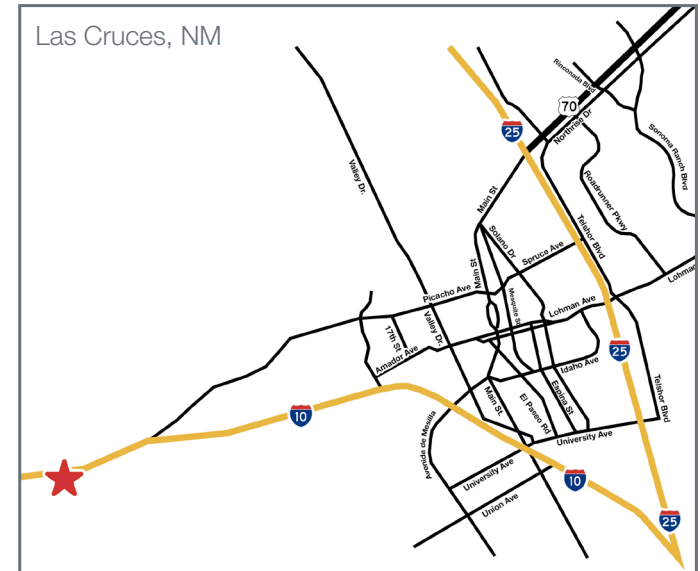 Las Cruces, NM
Rinconada Blvd
70
25
Northrise Dr
Sonoma Ranch Blvd
Valley Dr.
Roadrunner Pkwy
Main St
Telshor Blvd
Solano Dr
Spruce Ave
Main St
Lohman
Picacho Ave
Mesquite St
Lohman Ave
17th St
Valley Dr.
25
Amador Ave
Idaho Ave
10
Main St.
El Paseo Rd
Espina St
Telshor Blvd
Avenida de Mesilla
University Ave
University Ave
10
Union Ave
25